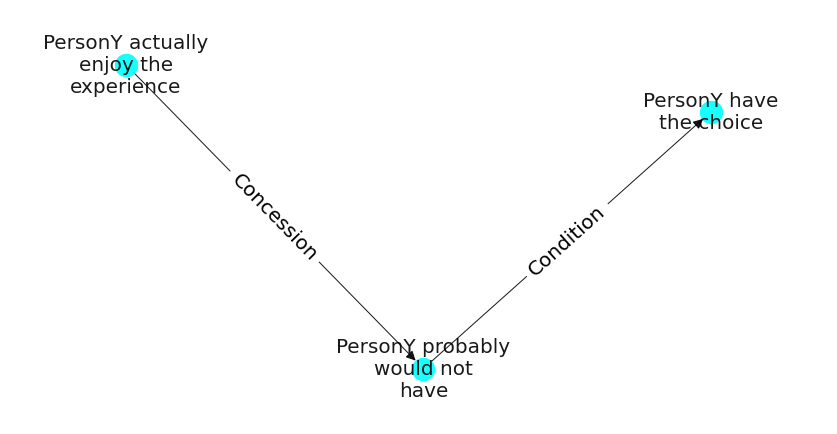 PersonY actually
enjoy the
experience
PersonY have
the choice
Concession
Condition
PersonY probably
would not
have